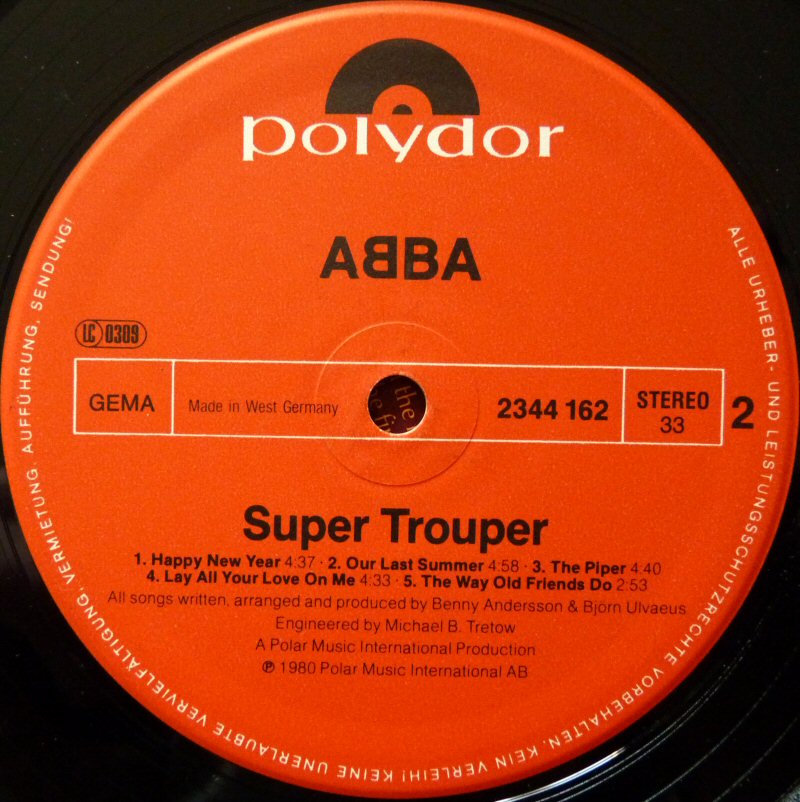 polydor
ABBA
LC 0309
GEMA
Made in West Germany
2344 162
STEREO
33
2
the
Super Trouper
1. Happy New Year 4:37 · 2. Our Last Summer 4:58 · 3. The Piper 4:40
4. Lay All Your Love On Me 4:33 · 5. The Way Old Friends Do 2:53
All songs written, arranged and produced by Benny Andersson & Björn Ulvaeus
Engineered by Michael B. Tretow
A Polar Music International Production
℗ 1980 Polar Music International AB
ALLE URHEBER- UND LEISTUNGSSCHUTZRECHTE VORBEHALTEN. KEIN VERLEIH! KEINE UNERLAUBTE VERVIELFÄLTIGUNG, VERMIETUNG, AUFFÜHRUNG, SENDUNG!